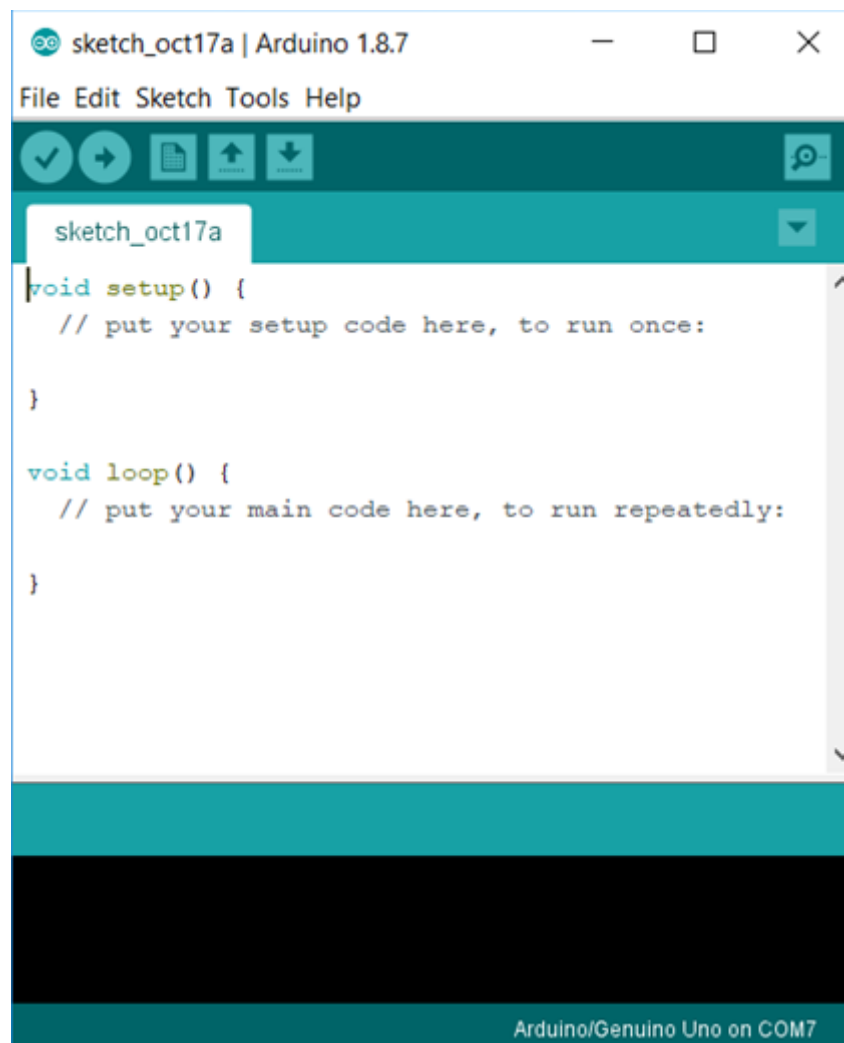 sketch_oct17a | Arduino 1.8.7
File Edit Sketch Tools Help
sketch_oct17a
void setup() {
  // put your setup code here, to run once:

}

void loop() {
  // put your main code here, to run repeatedly:

}
Arduino/Genuino Uno on COM7